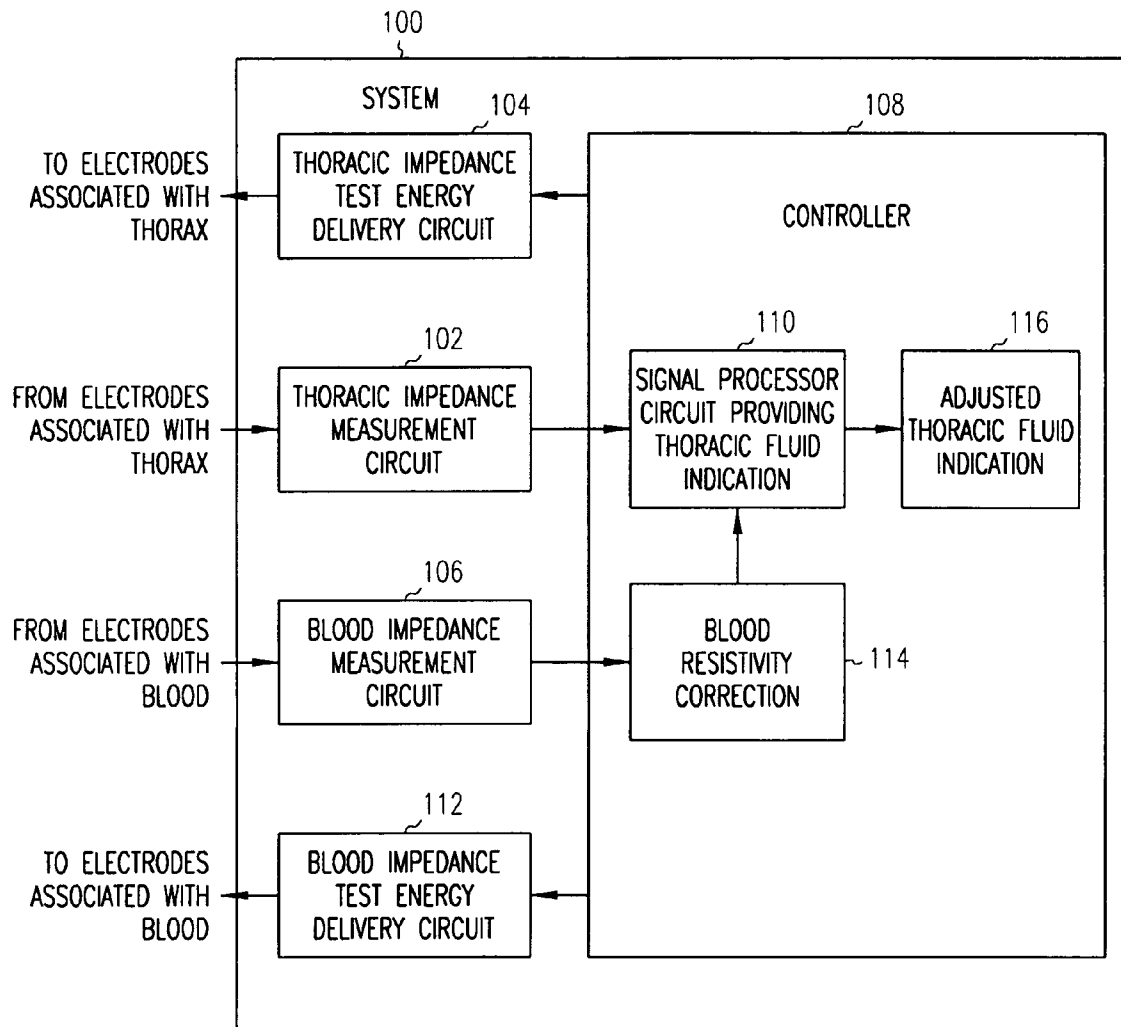 100
SYSTEM
104
108
TO ELECTRODES
ASSOCIATED WITH
THORAX
THORACIC IMPEDANCE
TEST ENERGY
DELIVERY CIRCUIT
CONTROLLER
102
110
116
FROM ELECTRODES
ASSOCIATED WITH
THORAX
THORACIC IMPEDANCE
MEASUREMENT
CIRCUIT
SIGNAL PROCESSOR
CIRCUIT PROVIDING
THORACIC FLUID
INDICATION
ADJUSTED
THORACIC FLUID
INDICATION
106
FROM ELECTRODES
ASSOCIATED WITH
BLOOD
BLOOD IMPEDANCE
MEASUREMENT
CIRCUIT
BLOOD
RESISTIVITY
CORRECTION
114
112
TO ELECTRODES
ASSOCIATED WITH
BLOOD
BLOOD IMPEDANCE
TEST ENERGY
DELIVERY CIRCUIT